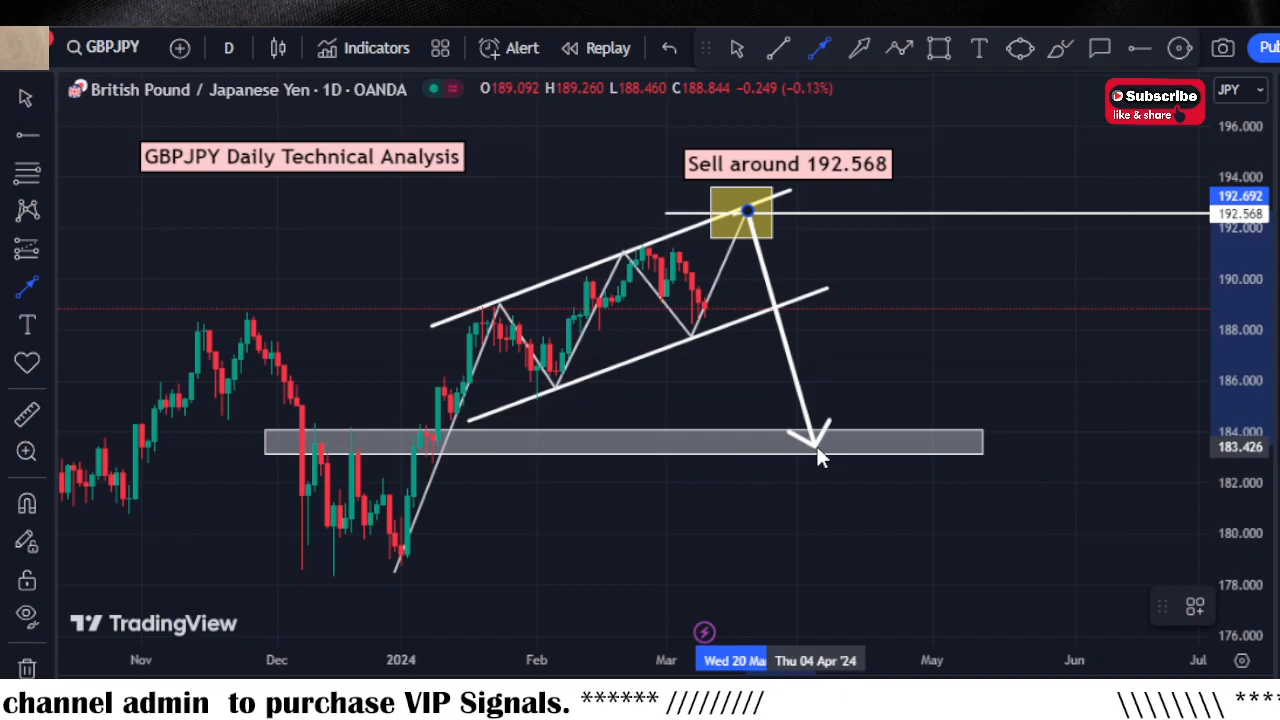 GBPJPY D Indicators Alert Replay Pub
British Pound / Japanese Yen · 1D · OANDA O189.092 H189.260 L188.460 C188.844 −0.249 (−0.13%)
Subscribe
like & share
JPY
GBPJPY Daily Technical Analysis
Sell around 192.568
196.000
194.000
192.692
192.568
192.000
190.000
188.000
186.000
184.000
183.426
182.000
180.000
178.000
176.000
TradingView
Nov Dec 2024 Feb Mar Wed 20 Ma Thu 04 Apr '24 May Jun Jul
channel admin to purchase VIP Signals. ****** ///////// \\\\\\\\ ****